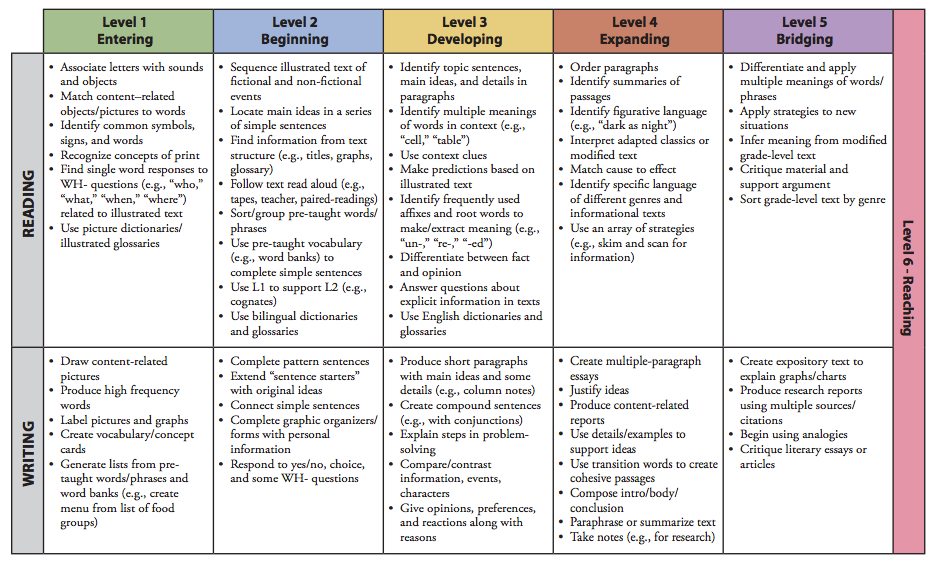 Level 1
Entering
Level 2
Beginning
Level 3
Developing
Level 4
Expanding
Level 5
Bridging
READING
• Associate letters with sounds
and objects
• Match content–related
objects/pictures to words
• Identify common symbols,
signs, and words
• Recognize concepts of print
• Find single word responses to
WH- questions (e.g., “who,”
“what,” “when,” “where”)
related to illustrated text
• Use picture dictionaries/
illustrated glossaries
• Sequence illustrated text of
fictional and non-fictional
events
• Locate main ideas in a series
of simple sentences
• Find information from text
structure (e.g., titles, graphs,
glossary)
• Follow text read aloud (e.g.,
tapes, teacher, paired-readings)
• Sort/group pre-taught words/
phrases
• Use pre-taught vocabulary
(e.g., word banks) to
complete simple sentences
• Use L1 to support L2 (e.g.,
cognates)
• Use bilingual dictionaries
and glossaries
• Identify topic sentences,
main ideas, and details in
paragraphs
• Identify multiple meanings
of words in context (e.g.,
“cell,” “table”)
• Use context clues
• Make predictions based on
illustrated text
• Identify frequently used
affixes and root words to
make/extract meaning (e.g.,
“un-,” “re-,” “-ed”)
• Differentiate between fact
and opinion
• Answer questions about
explicit information in texts
• Use English dictionaries and
glossaries
• Order paragraphs
• Identify summaries of
passages
• Identify figurative language
(e.g., “dark as night”)
• Interpret adapted classics or
modified text
• Match cause to effect
• Identify specific language
of different genres and
informational texts
• Use an array of strategies
(e.g., skim and scan for
information)
• Differentiate and apply
multiple meanings of words/
phrases
• Apply strategies to new
situations
• Infer meaning from modified
grade-level text
• Critique material and
support argument
• Sort grade-level text by genre
Level 6 - Reaching
WRITING
• Draw content-related
pictures
• Produce high frequency
words
• Label pictures and graphs
• Create vocabulary/concept
cards
• Generate lists from pre-
taught words/phrases and
word banks (e.g., create
menu from list of food
groups)
• Complete pattern sentences
• Extend “sentence starters”
with original ideas
• Connect simple sentences
• Complete graphic organizers/
forms with personal
information
• Respond to yes/no, choice,
and some WH- questions
• Produce short paragraphs
with main ideas and some
details (e.g., column notes)
• Create compound sentences
(e.g., with conjunctions)
• Explain steps in problem-
solving
• Compare/contrast
information, events,
characters
• Give opinions, preferences,
and reactions along with
reasons
• Create multiple-paragraph
essays
• Justify ideas
• Produce content-related
reports
• Use details/examples to
support ideas
• Use transition words to create
cohesive passages
• Compose intro/body/
conclusion
• Paraphrase or summarize text
• Take notes (e.g., for research)
• Create expository text to
explain graphs/charts
• Produce research reports
using multiple sources/
citations
• Begin using analogies
• Critique literary essays or
articles